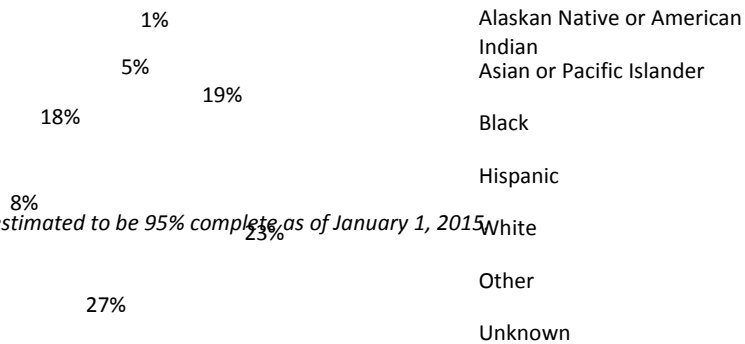 1%
Alaskan Native or American
Indian
5%
Asian or Pacific Islander
19%
18%
Black
Hispanic
8%
estimated to be 95% complete as of January 1, 2015.
23%
White
Other
27%
Unknown